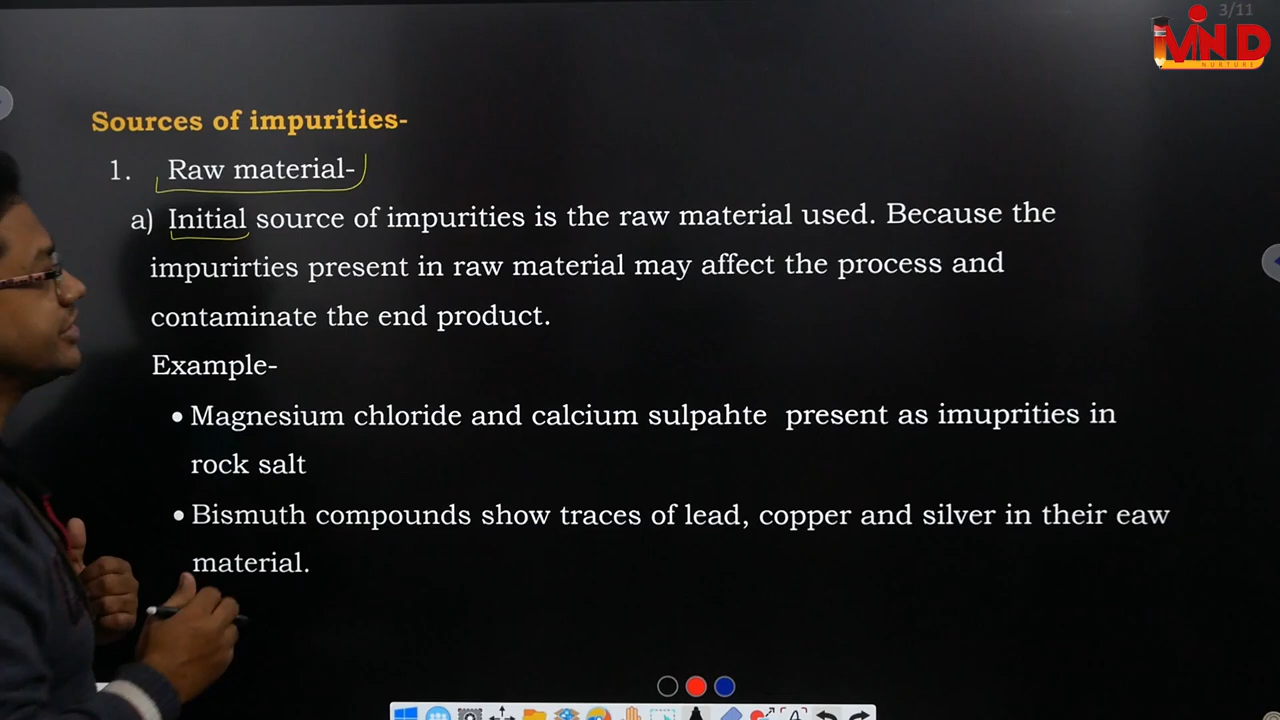 3/11
MIND
NURTURE
Sources of impurities-
1. Raw material-
a) Initial source of impurities is the raw material used. Because the
impurirties present in raw material may affect the process and
contaminate the end product.
Example-
• Magnesium chloride and calcium sulpahte present as imuprities in
rock salt
• Bismuth compounds show traces of lead, copper and silver in their eaw
material.